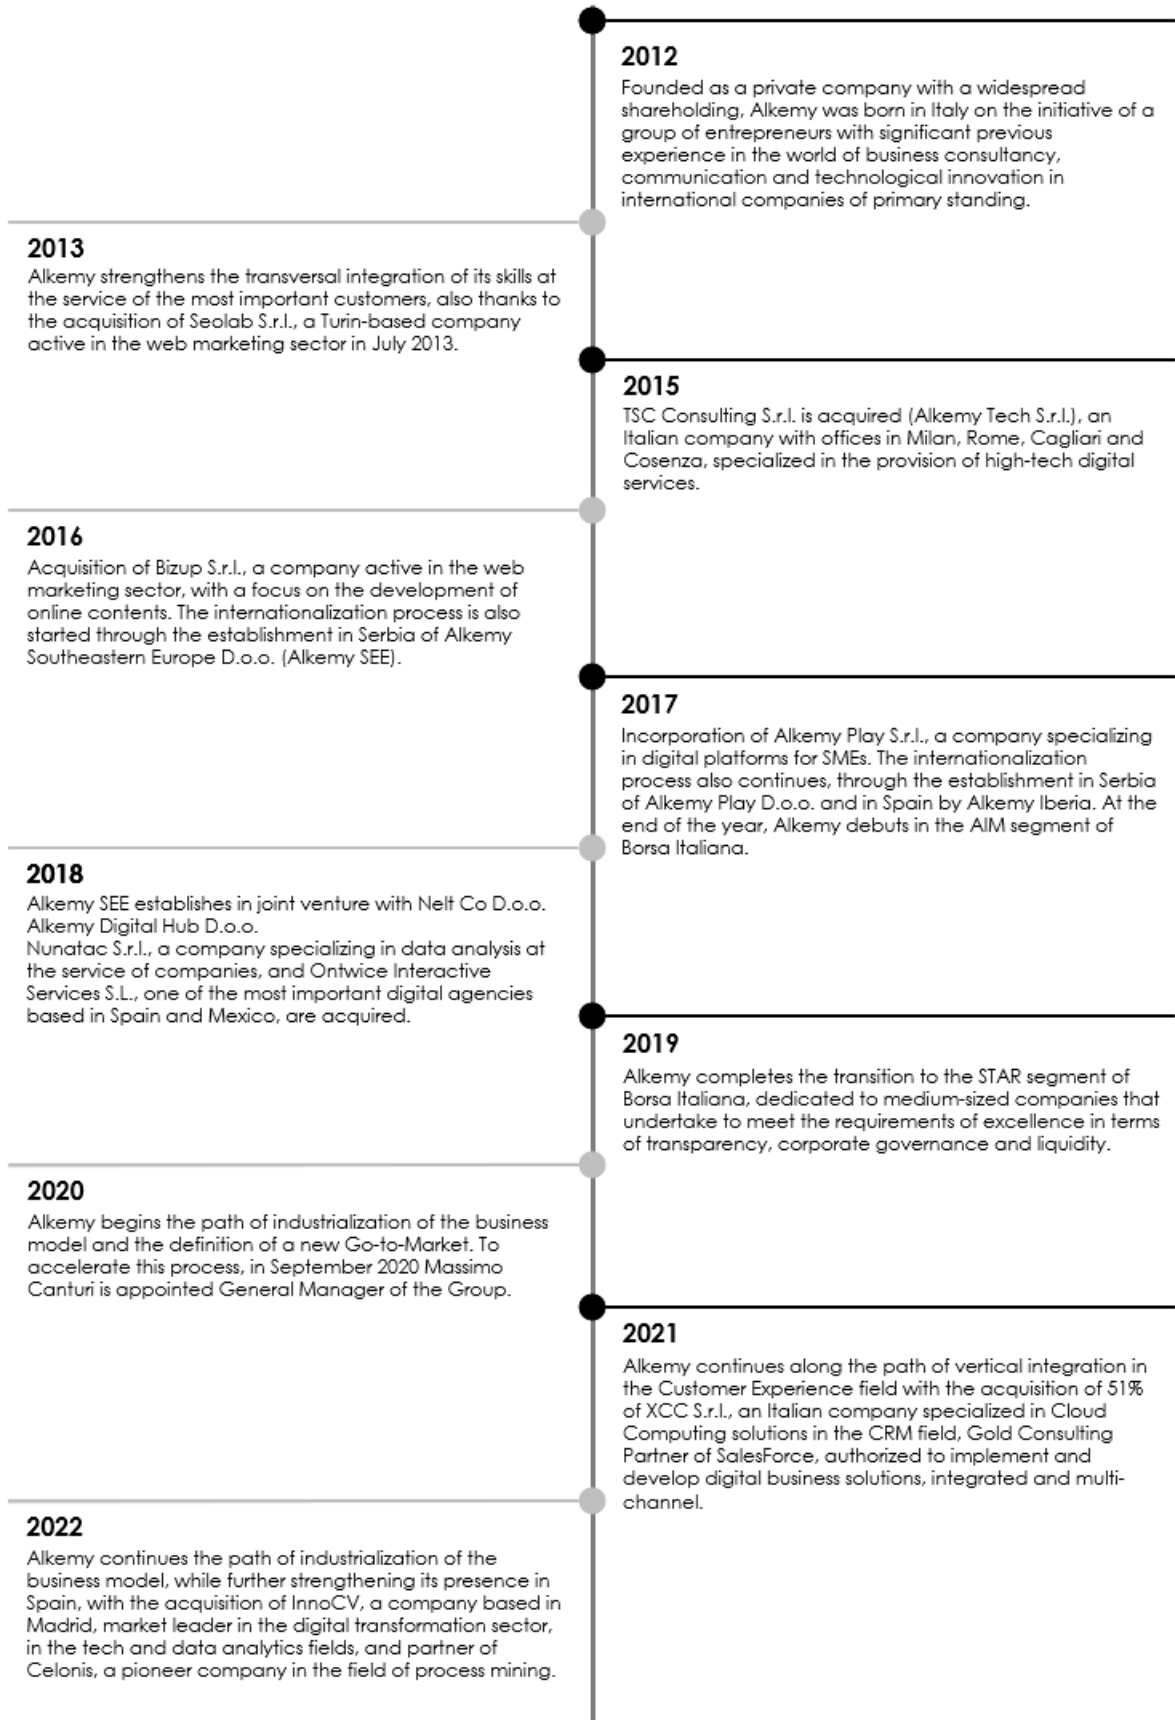 2012
Founded as a private company with a widespread
shareholding, Alkemy was born in Italy on the initiative of a
group of entrepreneurs with significant previous
experience in the world of business consultancy,
communication and technological innovation in
international companies of primary standing.
2013
Alkemy strengthens the transversal integration of its skills at
the service of the most important customers, also thanks to
the acquisition of Seolab S.r.l., a Turin-based company
active in the web marketing sector in July 2013.
2015
TSC Consulting S.r.l. is acquired (Alkemy Tech S.r.l.), an
Italian company with offices in Milan, Rome, Cagliari and
Cosenza, specialized in the provision of high-tech digital
services.
2016
Acquisition of Bizup S.r.l., a company active in the web
marketing sector, with a focus on the development of
online contents. The internationalization process is also
started through the establishment in Serbia of Alkemy
Southeastern Europe D.o.o. (Alkemy SEE).
2017
Incorporation of Alkemy Play S.r.l., a company specializing
in digital platforms for SMEs. The internationalization
process also continues, through the establishment in Serbia
of Alkemy Play D.o.o. and in Spain by Alkemy Iberia. At the
end of the year, Alkemy debuts in the AIM segment of
Borsa Italiana.
2018
Alkemy SEE establishes in joint venture with Nelt Co D.o.o.
Alkemy Digital Hub D.o.o.
Nunatac S.r.l., a company specializing in data analysis at
the service of companies, and Ontwice Interactive
Services S.L., one of the most important digital agencies
based in Spain and Mexico, are acquired.
2019
Alkemy completes the transition to the STAR segment of
Borsa Italiana, dedicated to medium-sized companies that
undertake to meet the requirements of excellence in terms
of transparency, corporate governance and liquidity.
2020
Alkemy begins the path of industrialization of the business
model and the definition of a new Go-to-Market. To
accelerate this process, in September 2020 Massimo
Canturi is appointed General Manager of the Group.
2021
Alkemy continues along the path of vertical integration in
the Customer Experience field with the acquisition of 51%
of XCC S.r.l., an Italian company specialized in Cloud
Computing solutions in the CRM field, Gold Consulting
Partner of SalesForce, authorized to implement and
develop digital business solutions, integrated and multi-
channel.
2022
Alkemy continues the path of industrialization of the
business model, while further strengthening its presence in
Spain, with the acquisition of InnoCV, a company based in
Madrid, market leader in the digital transformation sector,
in the tech and data analytics fields, and partner of
Celonis, a pioneer company in the field of process mining.